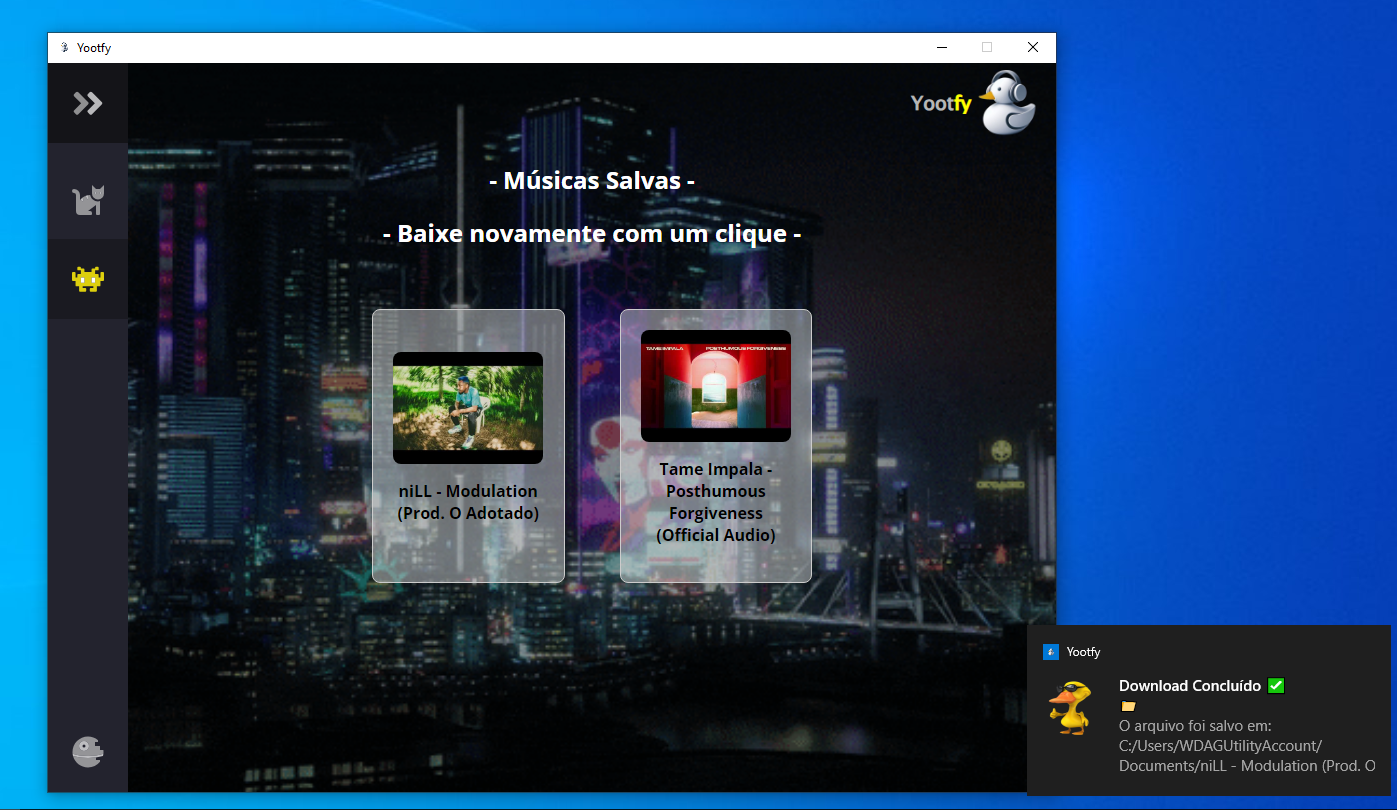 Yootfy
Yootfy
- Músicas Salvas -
- Baixe novamente com um clique -
TAME IMPALA
POSTHUMOUS FORGIVENESS
niLL - Modulation
(Prod. O Adotado)
Tame Impala -
Posthumous
Forgiveness
(Official Audio)
Yootfy
Download Concluído ✅
📁
O arquivo foi salvo em:
C:/Users/WDAGUtilityAccount/
Documents/niLL - Modulation (Prod. O